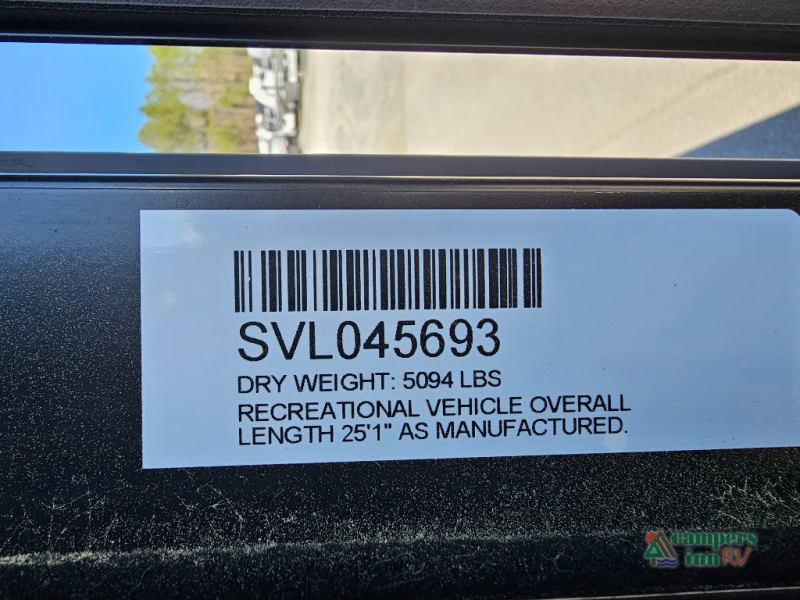 SVL045693
DRY WEIGHT: 5094 LBS
RECREATIONAL VEHICLE OVERALL
LENGTH 25'1" AS MANUFACTURED.
campers
inn RV